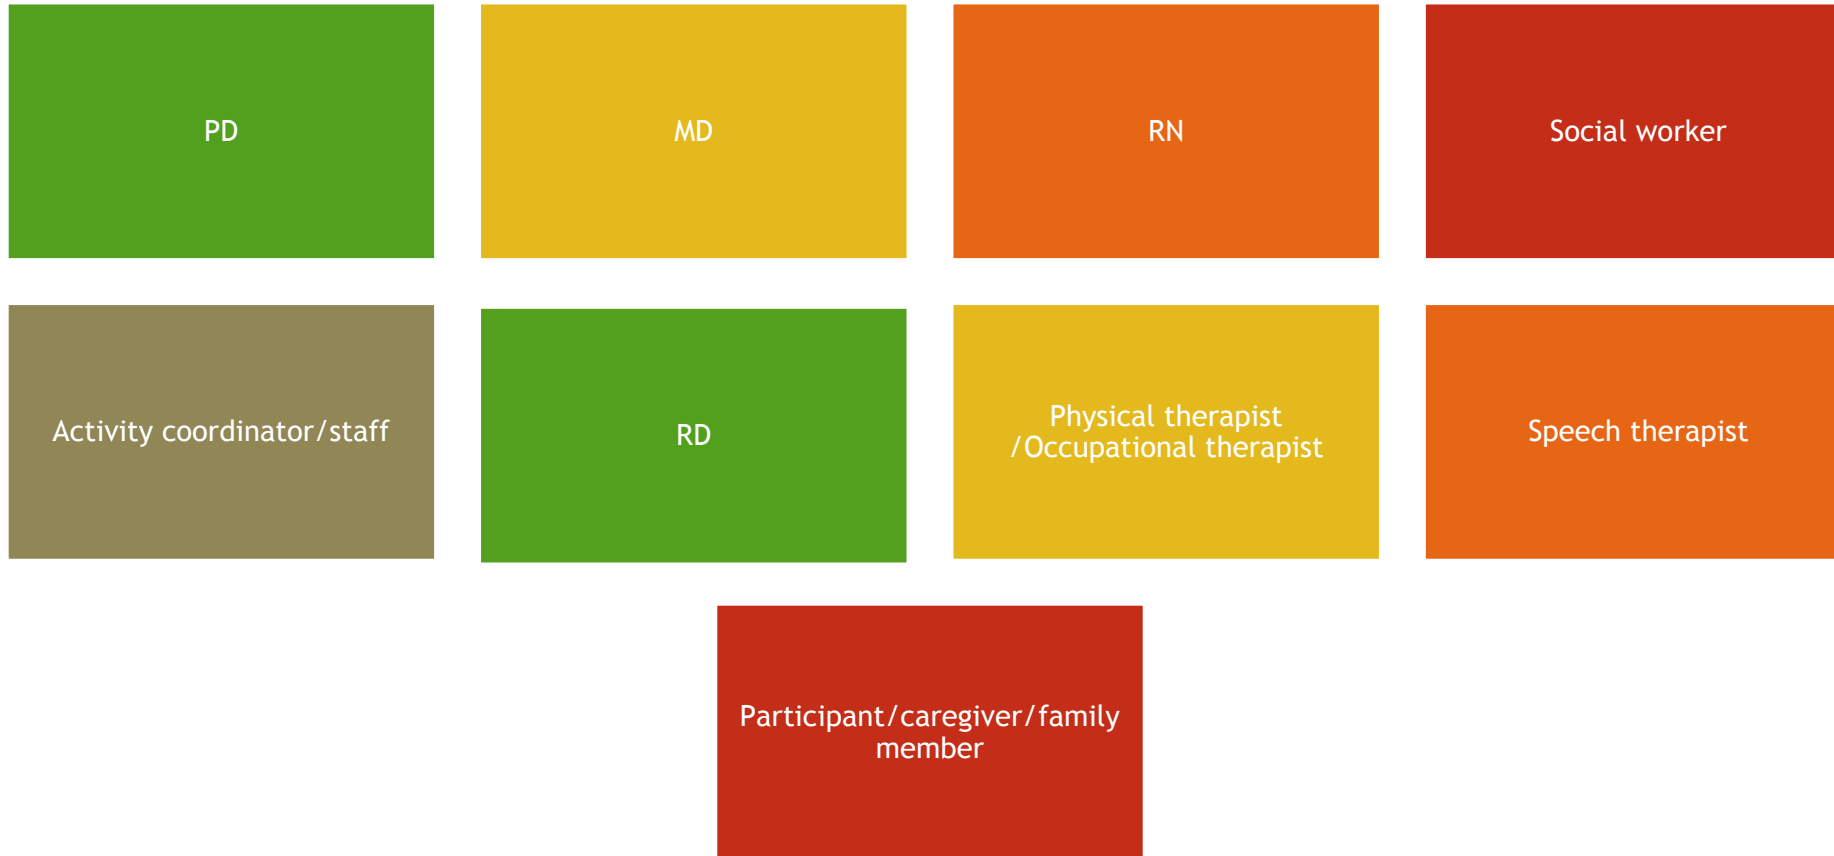 PD
MD
RN
Social worker
Activity coordinator/staff
RD
Physical therapist
/Occupational therapist
Speech therapist
Participant/caregiver/family
member